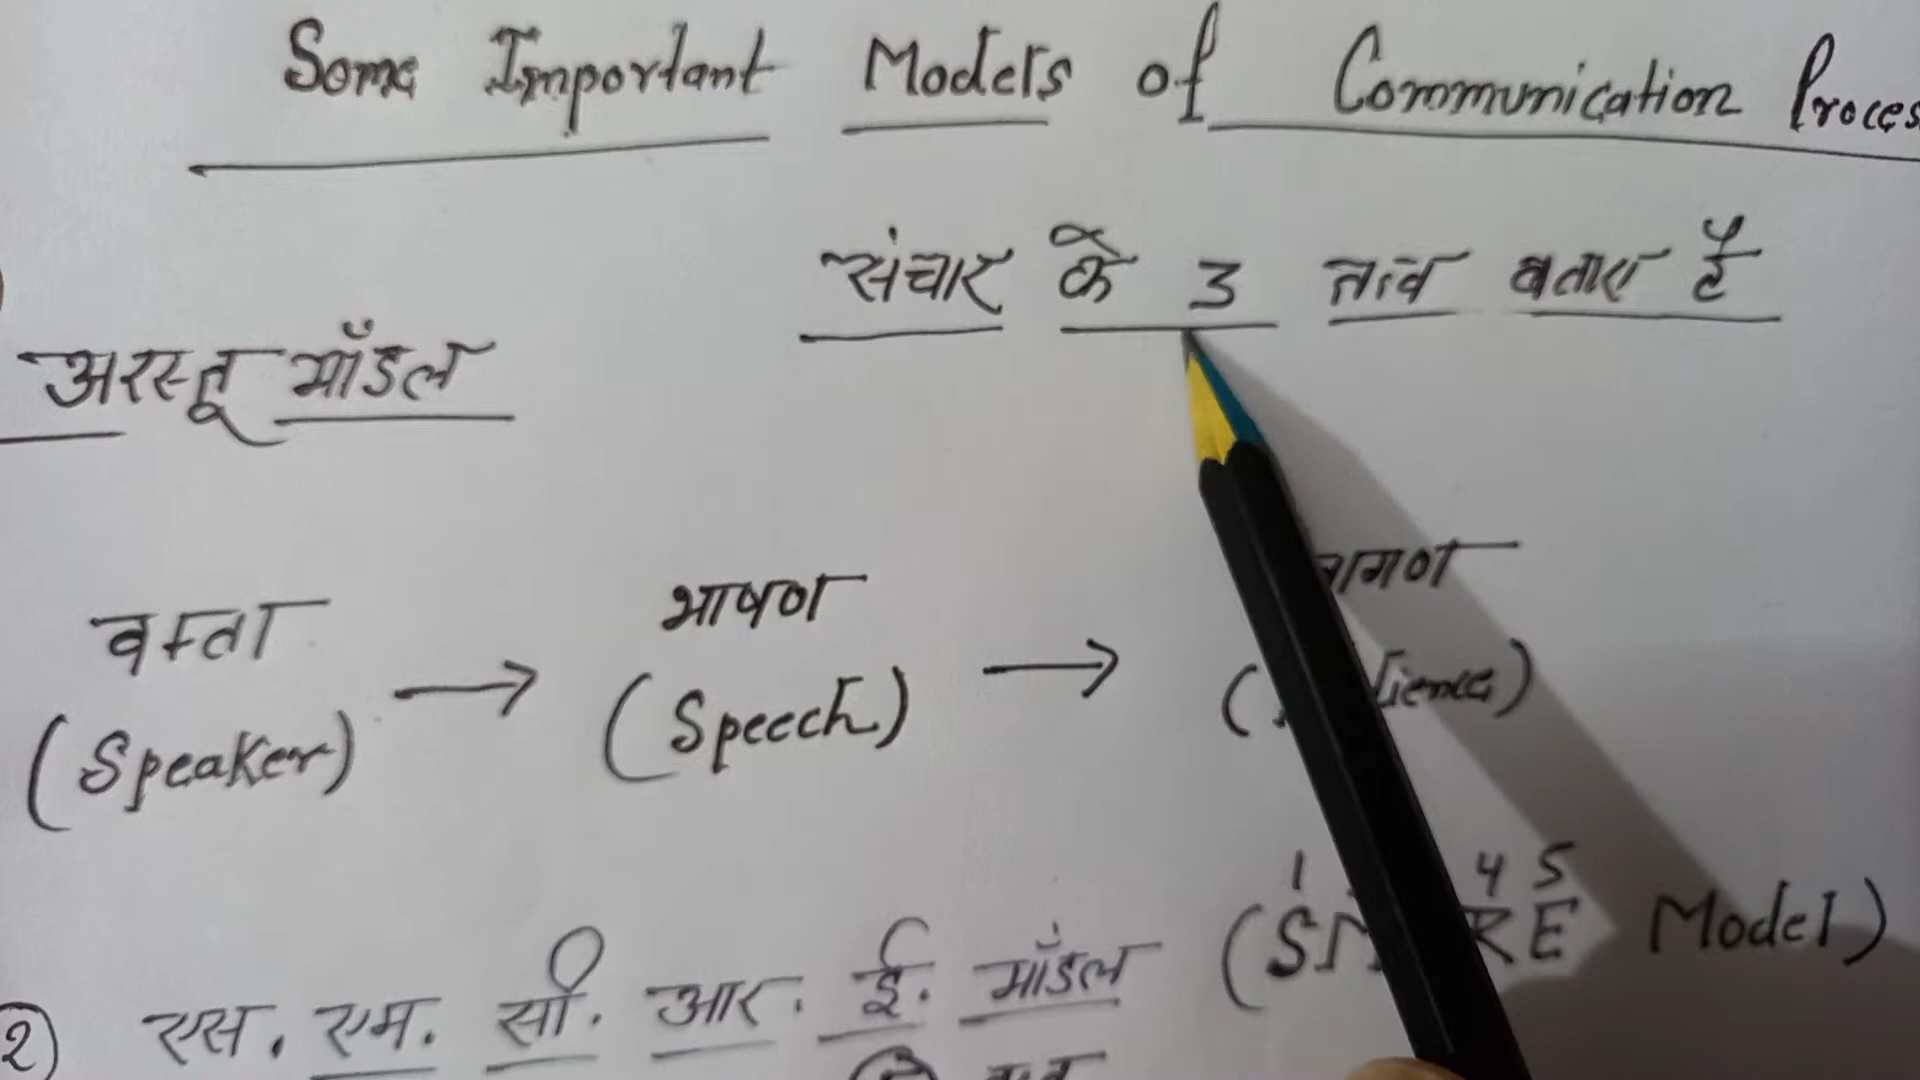 Some Important Models of Communication Proces
संचार के 3 तत्व बताए है
अरस्तू मॉडल
वक्ता भाषण
(Speaker) → (Speech) →
2 एस. एम. सी. आर. ई. मॉडल
1 4 5
RE Model)